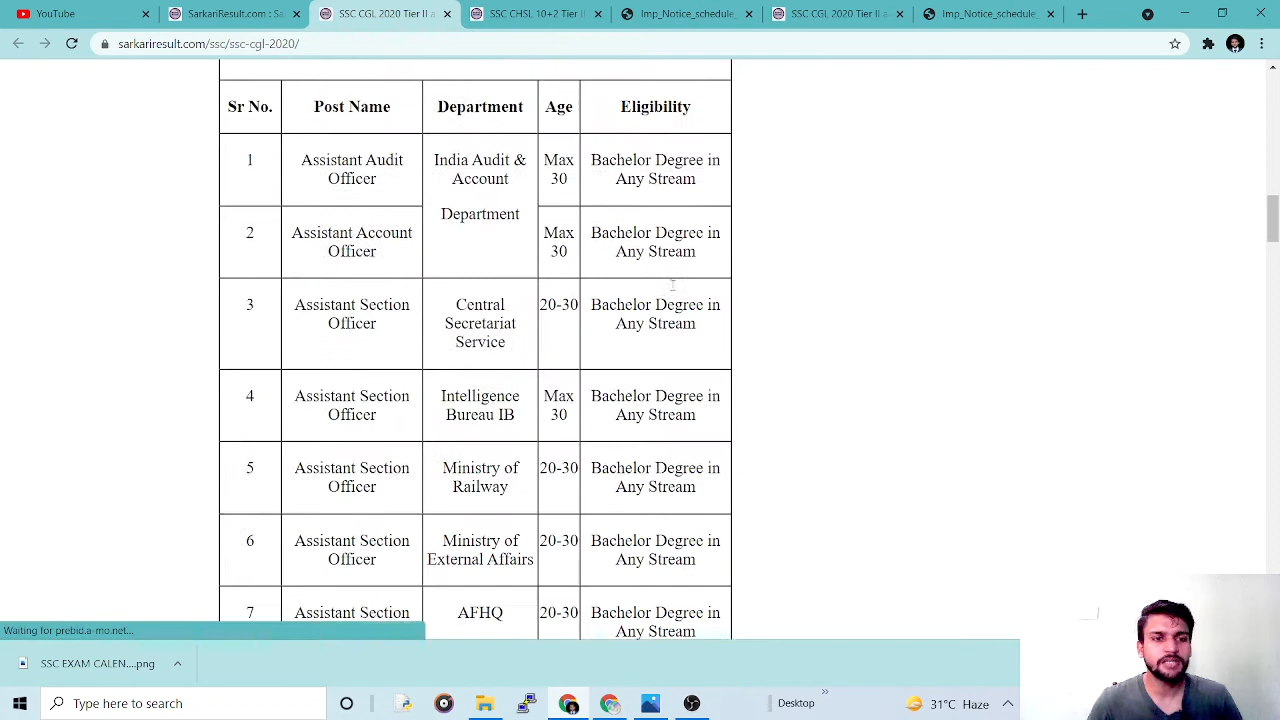 YouTube
SarkariResult.com : Sa
SSC CGL 2020 Tier II a
SSC CHSL 10+2 Tier II
Imp_Notice_schedule_
SSC CGL 2020 Tier II a
Imp_Notice_schedule_
sarkariresult.com/ssc/ssc-cgl-2020/
Sr No. Post Name Department Age Eligibility
1 Assistant Audit India Audit & Max Bachelor Degree in
Officer Account 30 Any Stream
Department
2 Assistant Account Max Bachelor Degree in
Officer 30 Any Stream
3 Assistant Section Central 20-30 Bachelor Degree in
Officer Secretariat Any Stream
Service
4 Assistant Section Intelligence Max Bachelor Degree in
Officer Bureau IB 30 Any Stream
5 Assistant Section Ministry of 20-30 Bachelor Degree in
Officer Railway Any Stream
6 Assistant Section Ministry of 20-30 Bachelor Degree in
Officer External Affairs Any Stream
7 Assistant Section AFHQ 20-30 Bachelor Degree in
Any Stream
Waiting for prebid.a-mo.net...
SSC EXAM CALEN....png
Type here to search
Desktop
31°C Haze